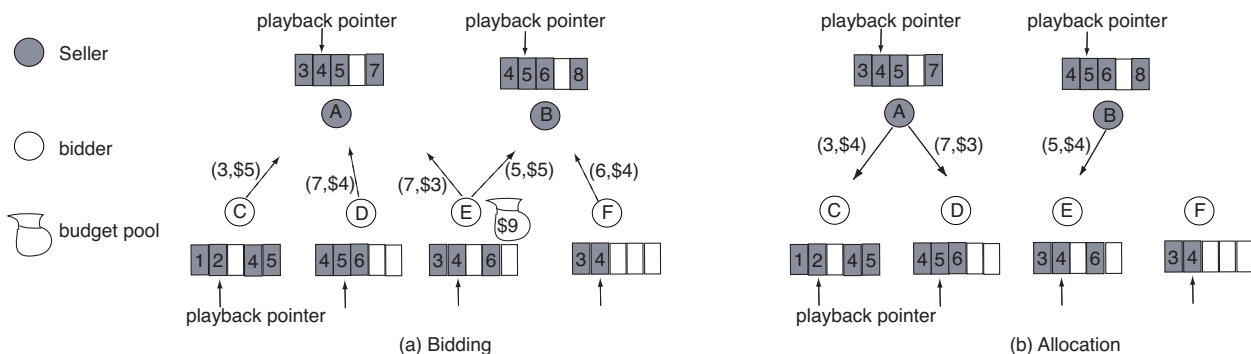 playback pointer
playback pointer
playback pointer
playback pointer
Seller
3 4 5 7
4 5 6 8
3 4 5 7
4 5 6 8
A
B
A
B
bidder
(3,$5)
(7,$4)
(7,$3)
(5,$5)
(6,$4)
(3,$4)
(7,$3)
(5,$4)
C
D
E
F
C
D
E
F
budget pool
$9
1 2 4 5
4 5 6
3 4 6
3 4
1 2 4 5
4 5 6
3 4 6
3 4
playback pointer
playback pointer
(a) Bidding
(b) Allocation